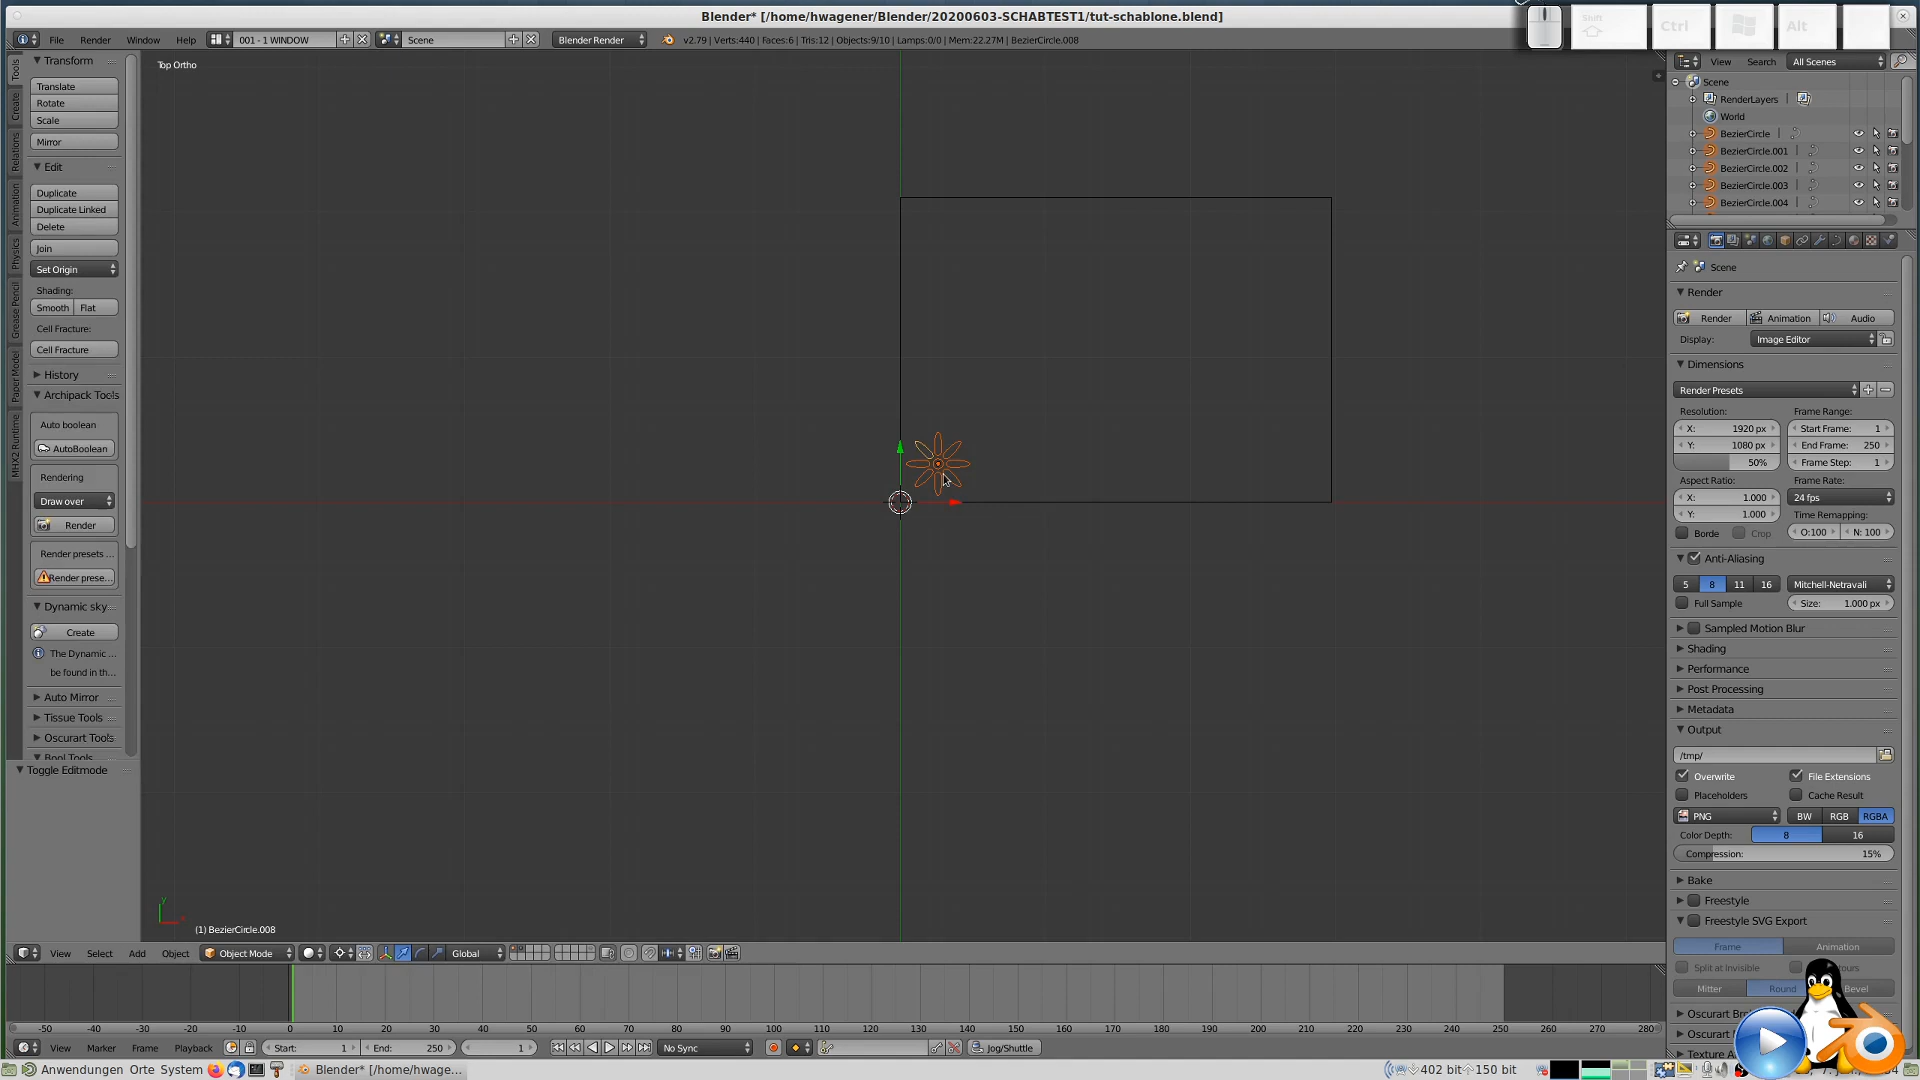 Blender* [/home/hwagener/Blender/20200603-SCHABTEST1/tut-schablone.blend]
Shift Ctrl Alt
File Render Window Help 001 - 1 WINDOW Scene Blender Render v2.79 | Verts:440 | Faces:6 | Tris:12 | Objects:9/10 | Lamps:0/0 | Mem:22.27M | BezierCircle.008
Tools
Create
Relations
Animation
Physics
Grease Pencil
Paper Model
MHX2 Runtime
Transform
Translate
Rotate
Scale
Mirror
Edit
Duplicate
Duplicate Linked
Delete
Join
Set Origin
Shading:
Smooth Flat
Cell Fracture:
Cell Fracture
History
Archipack Tools
Auto boolean
AutoBoolean
Rendering
Draw over
Render
Render presets ...
Render prese...
Dynamic sky...
Create
The Dynamic ...
be found in th...
Auto Mirror
Tissue Tools
Oscurart Tools
Bool Tools
Toggle Editmode
Top Ortho
(1) BezierCircle.008
View Select Add Object Object Mode Global
-50 -40 -30 -20 -10 0 10 20 30 40 50 60 70 80 90 100 110 120 130 140 150 160 170 180 190 200 210 220 230 240 250 260 270 280
View Marker Frame Playback Start: 1 End: 250 1 No Sync Jog/Shuttle
View Search All Scenes
Scene
RenderLayers
World
BezierCircle
BezierCircle.001
BezierCircle.002
BezierCircle.003
BezierCircle.004
Scene
Render
Render Animation Audio
Display: Image Editor
Dimensions
Render Presets
Resolution: Frame Range:
X: 1920 px Start Frame: 1
Y: 1080 px End Frame: 250
50% Frame Step: 1
Aspect Ratio: Frame Rate:
X: 1.000 24 fps
Y: 1.000 Time Remapping:
Borde Crop O:100 N: 100
Anti-Aliasing
5 8 11 16 Mitchell-Netravali
Full Sample Size: 1.000 px
Sampled Motion Blur
Shading
Performance
Post Processing
Metadata
Output
/tmp/
Overwrite File Extensions
Placeholders Cache Result
PNG BW RGB RGBA
Color Depth: 8 16
Compression: 15%
Bake
Freestyle
Freestyle SVG Export
Frame Animation
Split at Invisible
Mitter Round Bevel
Anwendungen Orte System Blender* [/home/hwage... 402 bit 150 bit